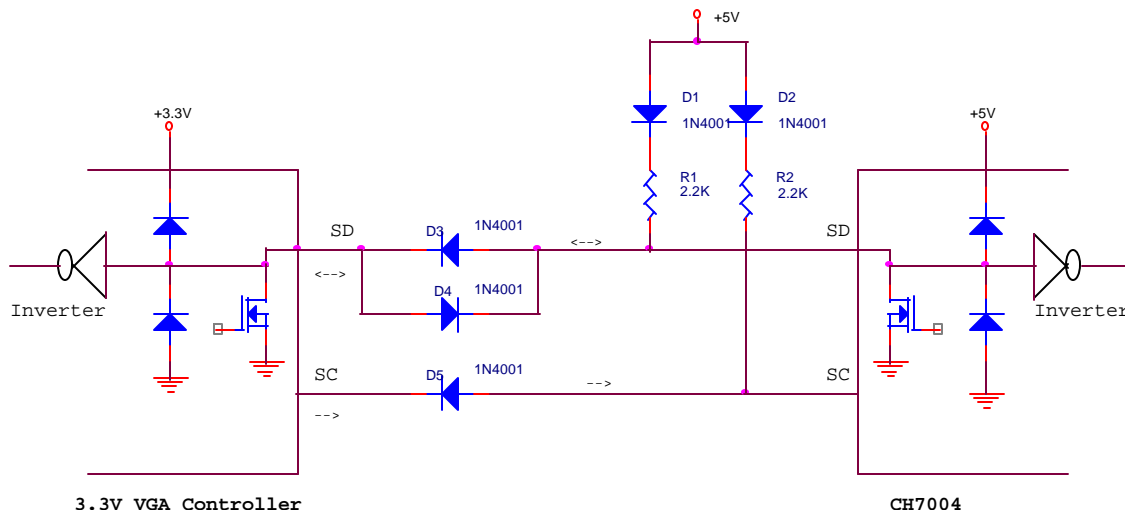 +5V
D1
D2
+3.3V
1N4001
1N4001
+5V
R1
2.2K
R2
2.2K
SD
D3
1N4001
<-->
SD
<-->
D4
1N4001
Inverter
Inverter
SC
D5
1N4001
-->
SC
-->
3.3V VGA Controller
CH7004